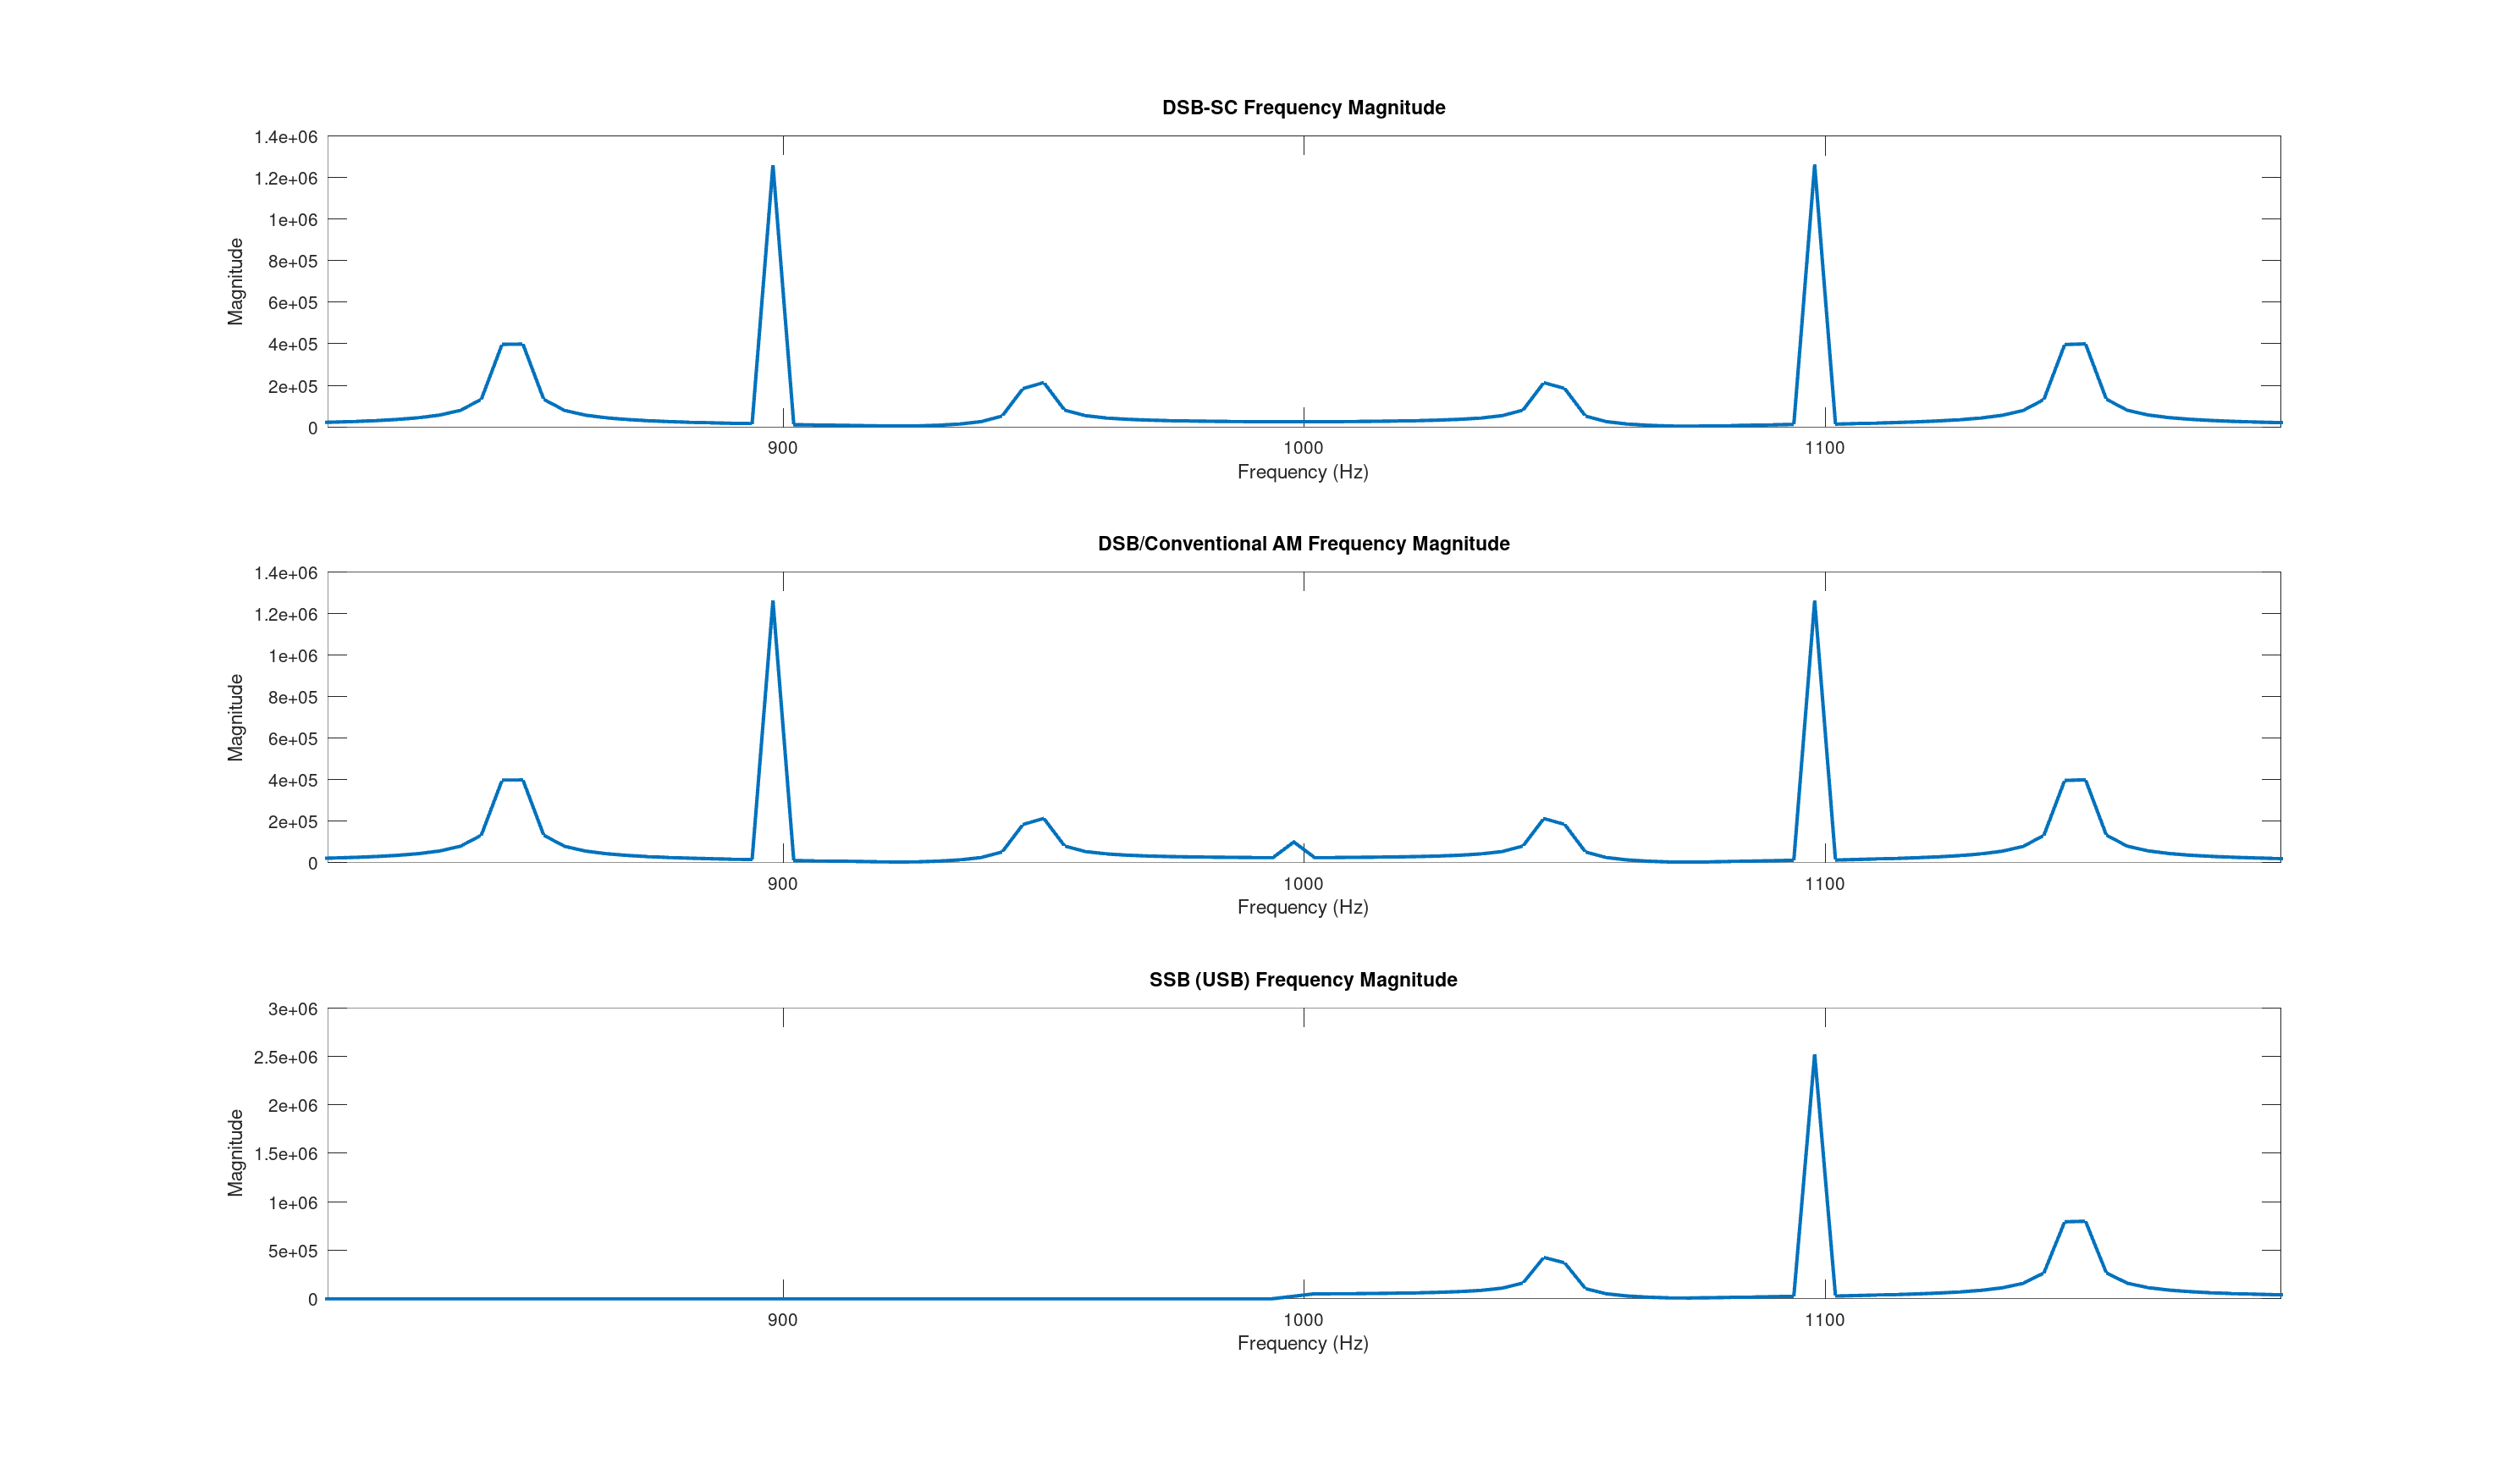 DSB-SC Frequency Magnitude
1.4e+06
1.2e+06
1e+06
8e+05
6e+05
4e+05
2e+05
0
Magnitude
900 1000 1100
Frequency (Hz)
DSB/Conventional AM Frequency Magnitude
1.4e+06
1.2e+06
1e+06
8e+05
6e+05
4e+05
2e+05
0
Magnitude
900 1000 1100
Frequency (Hz)
SSB (USB) Frequency Magnitude
3e+06
2.5e+06
2e+06
1.5e+06
1e+06
5e+05
0
Magnitude
900 1000 1100
Frequency (Hz)